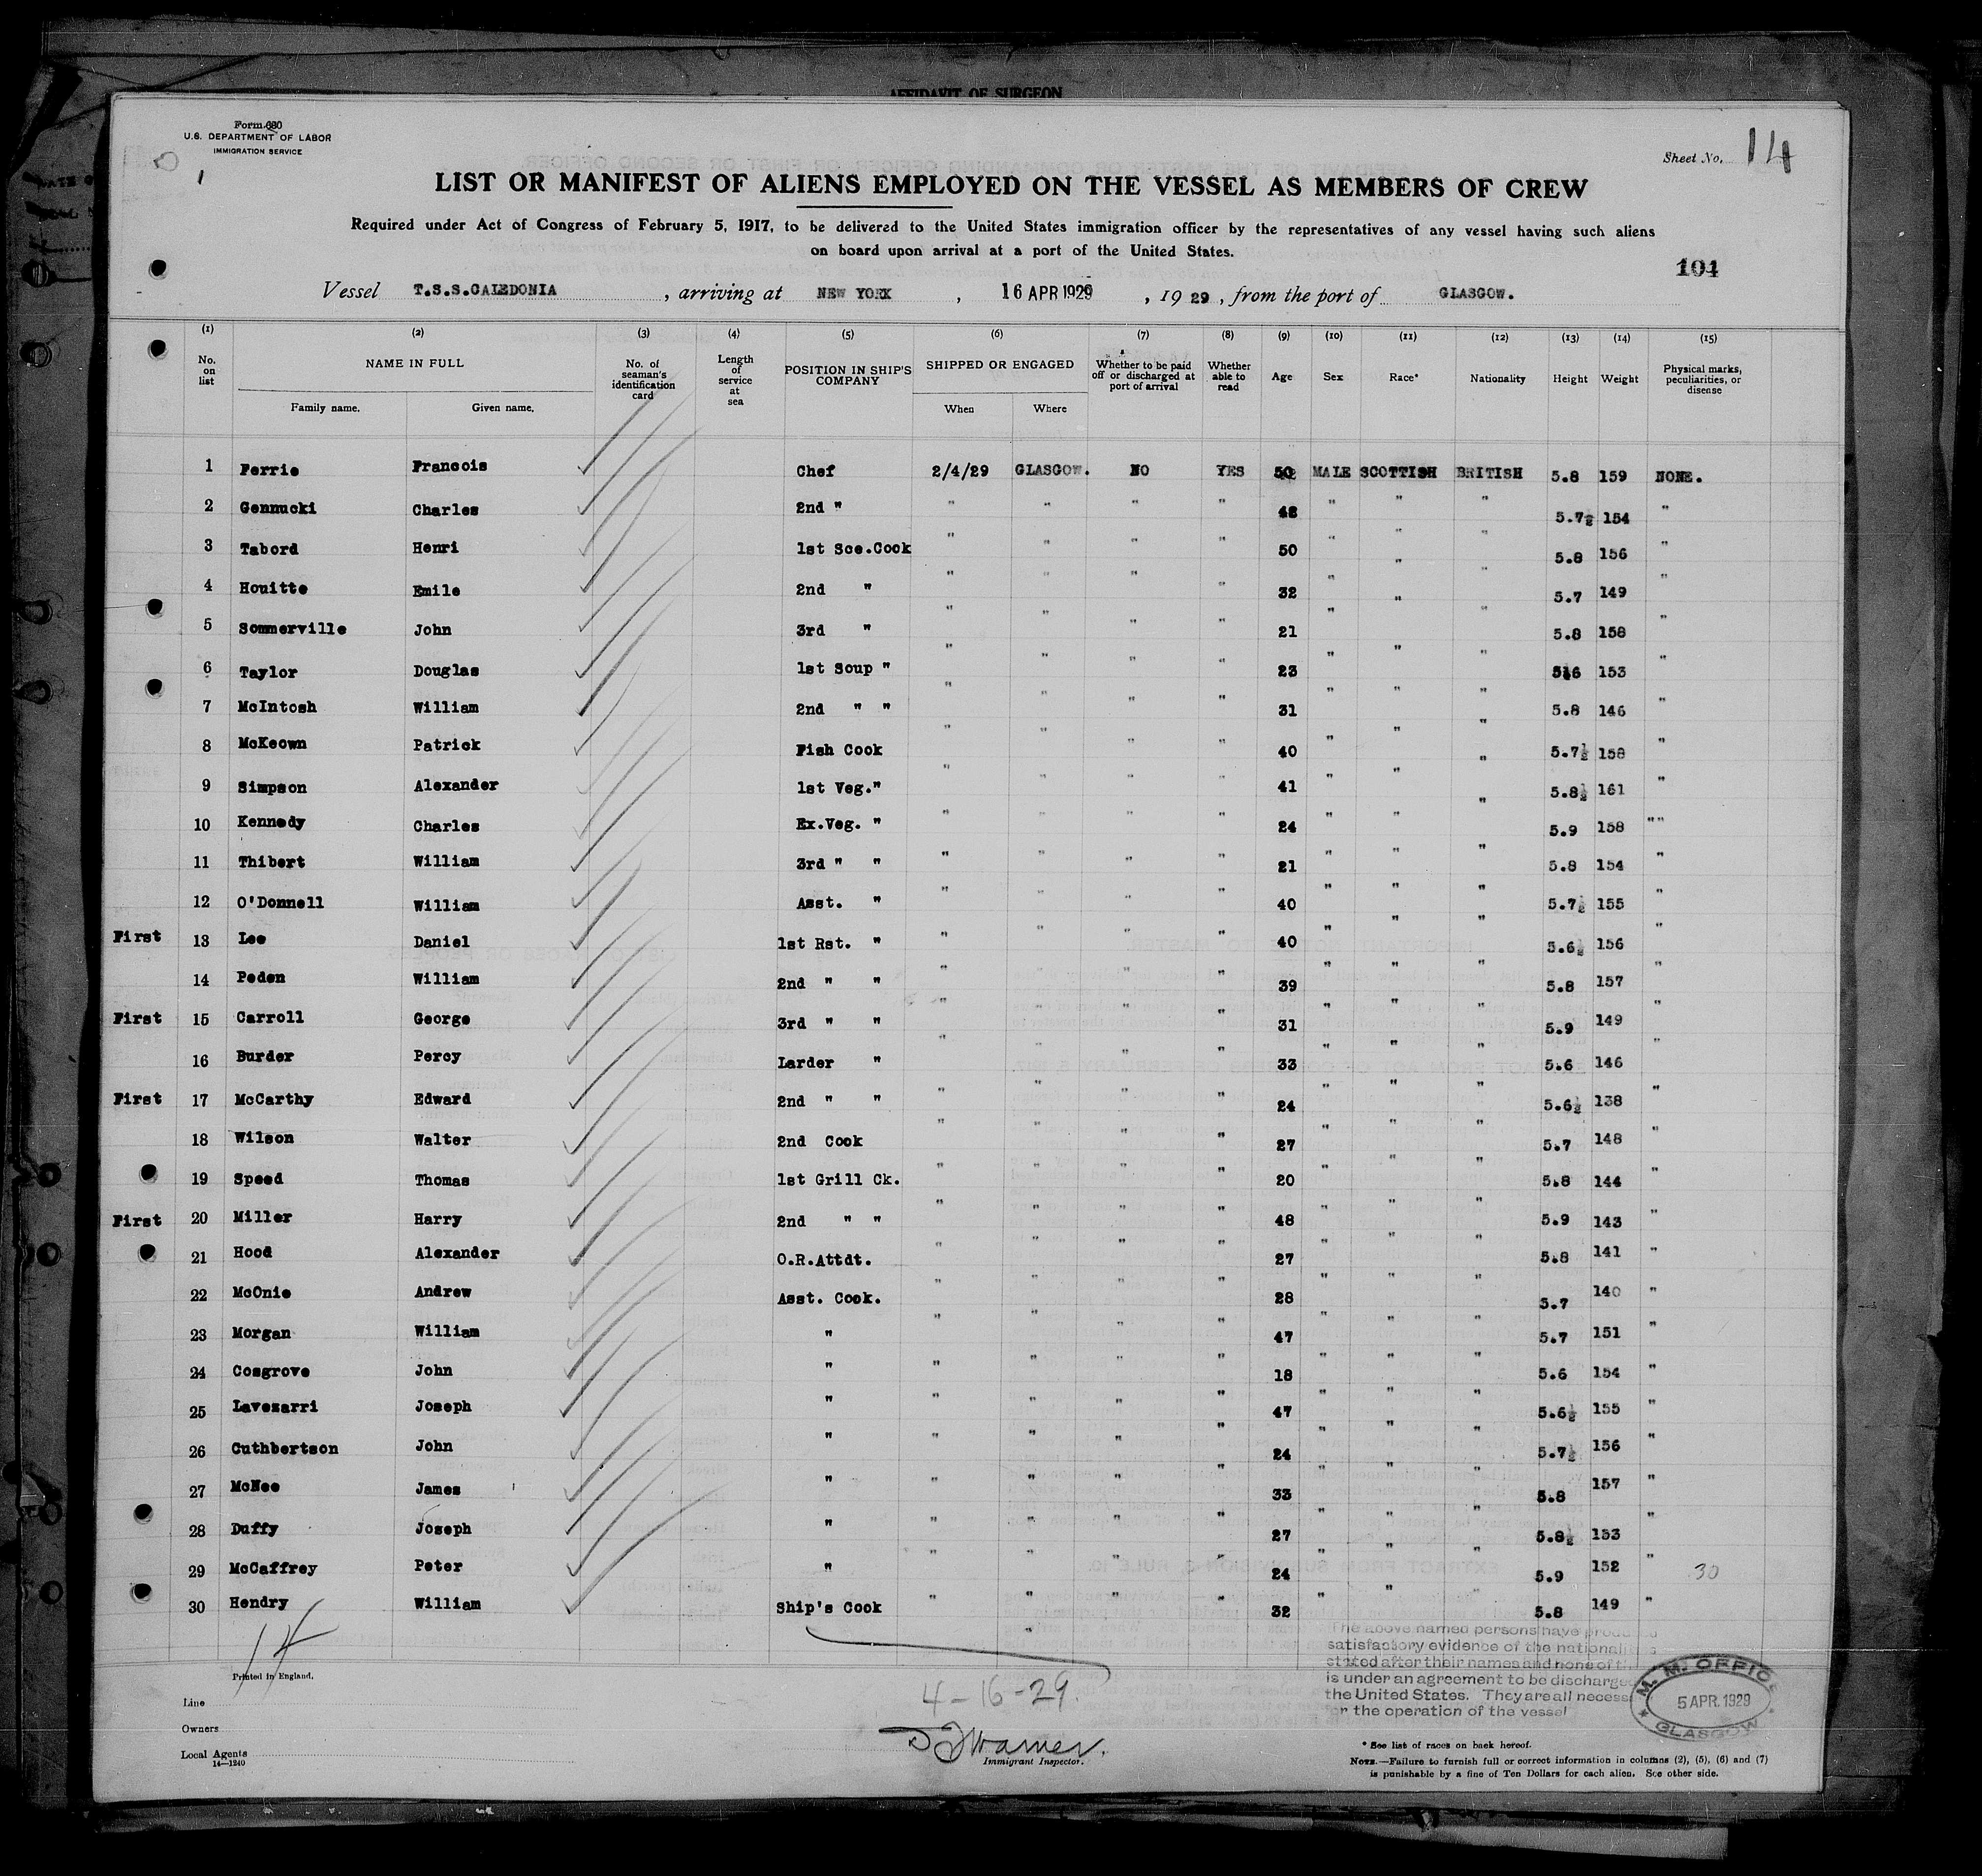 AFFIDAVIT OF SURGEON
Form 680
U.S. DEPARTMENT OF LABOR
IMMIGRATION SERVICE
Sheet No. 14
LIST OR MANIFEST OF ALIENS EMPLOYED ON THE VESSEL AS MEMBERS OF CREW
Required under Act of Congress of February 5, 1917, to be delivered to the United States immigration officer by the representatives of any vessel having such aliens
on board upon arrival at a port of the United States.
104
Vessel T.S.S.CALEDONIA , arriving at NEW YORK , 16 APR 1929 , 19 29 , from the port of GLASGOW.
(1) (2) (3) (4) (5) (6) (7) (8) (9) (10) (11) (12) (13) (14) (15)
No. on list NAME IN FULL Family name. Given name. No. of seaman's identification card Length of service at sea POSITION IN SHIP'S COMPANY SHIPPED OR ENGAGED When Where Whether to be paid off or discharged at port of arrival Whether able to read Age Sex Race* Nationality Height Weight Physical marks, peculiarities, or disease
1 Ferrie Francois Chef 2/4/29 GLASGOW. NO YES 50 MALE SCOTTISH BRITISH 5.8 159 NONE.
2 Gennucki Charles 2nd " " " " " 48 " " " 5.7½ 154 "
3 Tabord Henri 1st Sce.Cook " " " " 50 " " " 5.8 156 "
4 Houitte Emile 2nd " " " " " 32 " " " 5.7 149 "
5 Sommerville John 3rd " " " " " 21 " " " 5.8 158 "
6 Taylor Douglas 1st Soup " " " " " 23 " " " 5.6 153 "
7 McIntosh William 2nd " " " " " " 31 " " " 5.8 146 "
8 McKeown Patrick Fish Cook " " " " 40 " " " 5.7½ 158 "
9 Simpson Alexander 1st Veg." " " " " 41 " " " 5.8½ 161 "
10 Kennedy Charles Ex.Veg. " " " " " 24 " " " 5.9 158 ""
11 Thibert William 3rd " " " " " " 21 " " " 5.8 154 "
12 O'Donnell William Asst. " " " " " 40 " " " 5.7½ 155 "
First 13 Lee Daniel 1st Rst. " " " " " 40 " " " 5.6½ 156 "
14 Peden William 2nd " " " " " " 39 " " " 5.8 157 "
First 15 Carroll George 3rd " " " " " " 31 " " " 5.9 149 "
16 Burder Percy Larder " " " " " 33 " " " 5.6 146 "
First 17 McCarthy Edward 2nd " " " " " " 24 " " " 5.6½ 138 "
18 Wilson Walter 2nd Cook " " " " 27 " " " 5.7 148 "
19 Speed Thomas 1st Grill Ck. " " " " 20 " " " 5.8 144 "
First 20 Miller Harry 2nd " " " " " " 48 " " " 5.9 143 "
21 Hood Alexander O.R.Attdt. " " " " 27 " " " 5.8 141 "
22 McOnie Andrew Asst. Cook. " " " " 28 " " " 5.7 140 "
23 Morgan William " " " " " 47 " " " 5.7 151 "
24 Cosgrove John " " " " " 18 " " " 5.6 154 "
25 Lavezarri Joseph " " " " " 47 " " " 5.6½ 155 "
26 Cuthbertson John " " " " " 24 " " " 5.7½ 156 "
27 McNee James " " " " " 33 " " " 5.8 157 "
28 Duffy Joseph " " " " " 27 " " " 5.8½ 153 "
29 McCaffrey Peter " " " " " 24 " " " 5.9 152 " 30
30 Hendry William Ship's Cook " " " " 32 " " " 5.8 149 "
14
The above named persons have
satisfactory evidence of the
stated after their names and none of
is under an agreement to be
the United States. They are all
for the operation of the vessel
M. M. OFFICE
5 APR. 1929
GLASGOW
Printed in England.
Line
Owners
Local Agents
14—1240
4-16-29.
Warner.
Immigrant Inspector.
* See list of races on back hereof.
NOTE.—Failure to furnish full or correct information in columns (2), (5), (6) and (7)
is punishable by a fine of Ten Dollars for each alien. See other side.